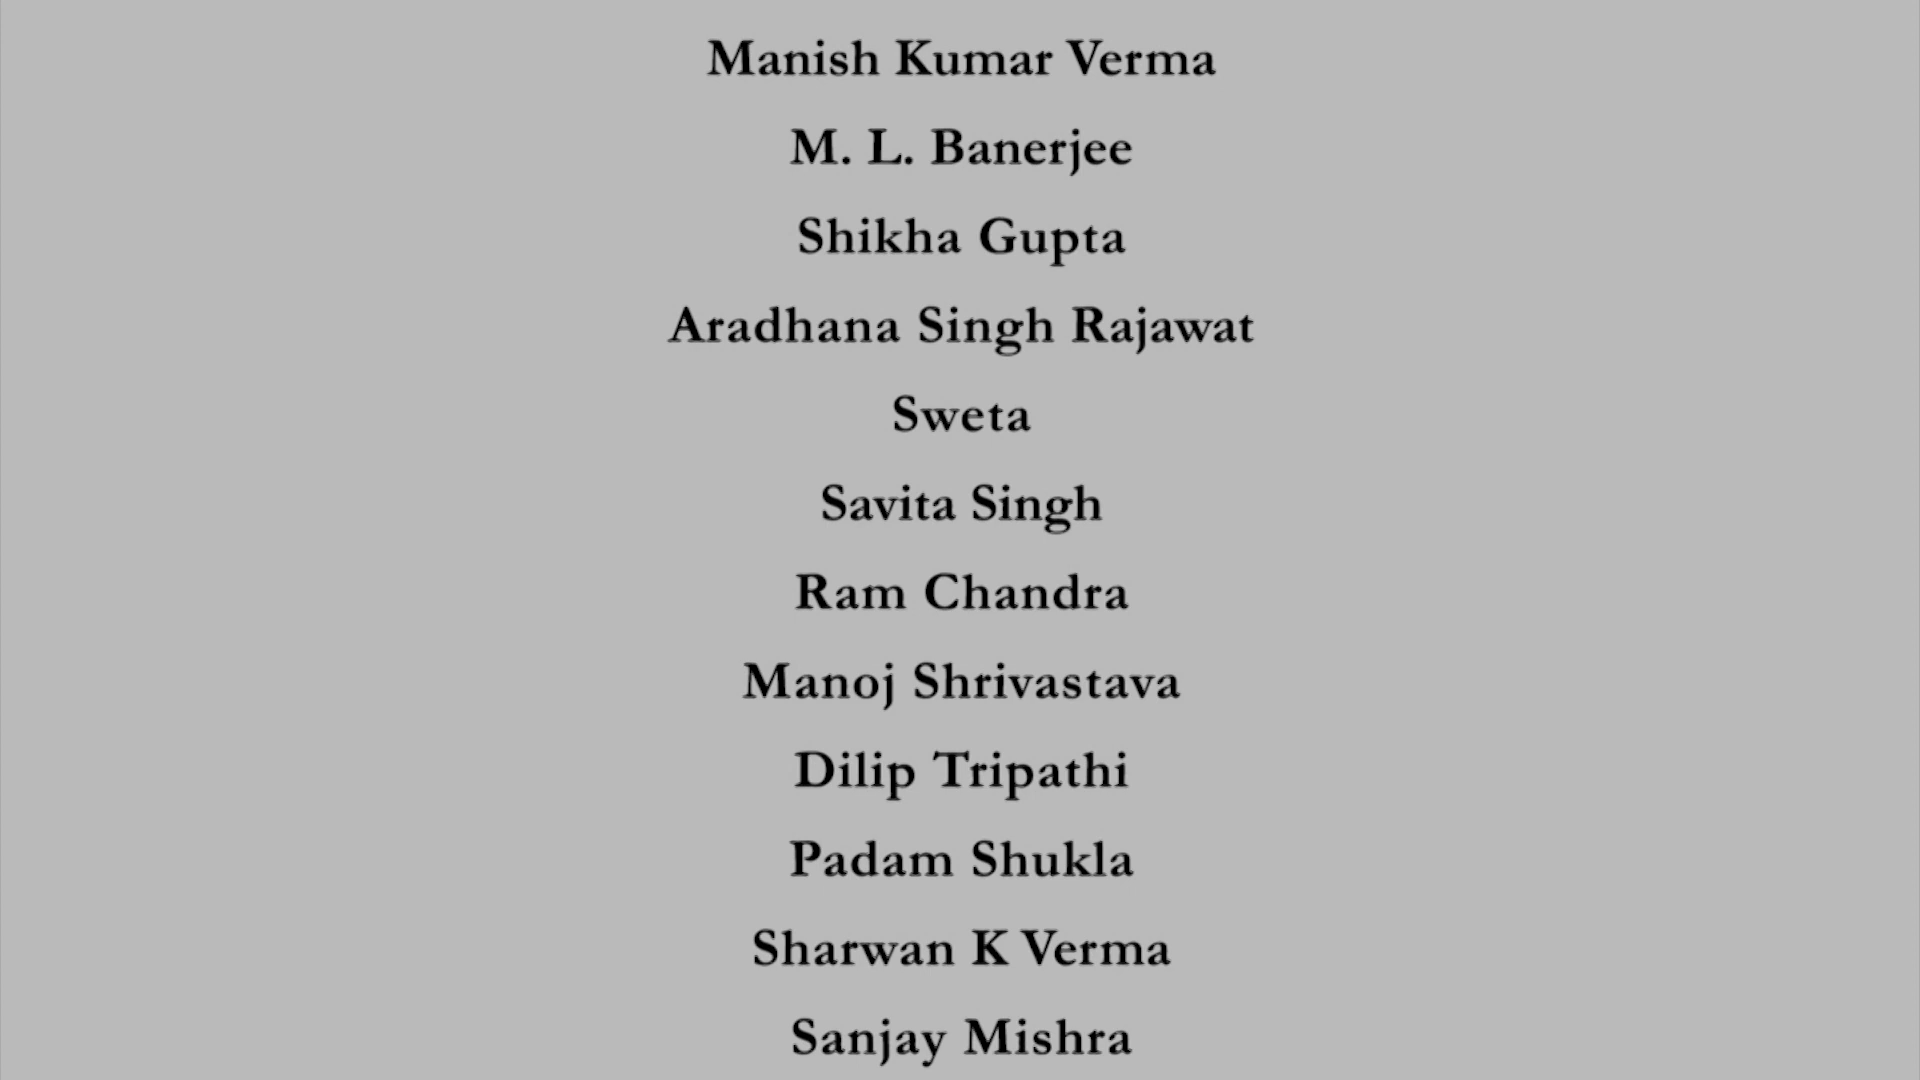 Manish Kumar Verma
M. L. Banerjee
Shikha Gupta
Aradhana Singh Rajawat
Sweta
Savita Singh
Ram Chandra
Manoj Shrivastava
Dilip Tripathi
Padam Shukla
Sharwan K Verma
Sanjay Mishra